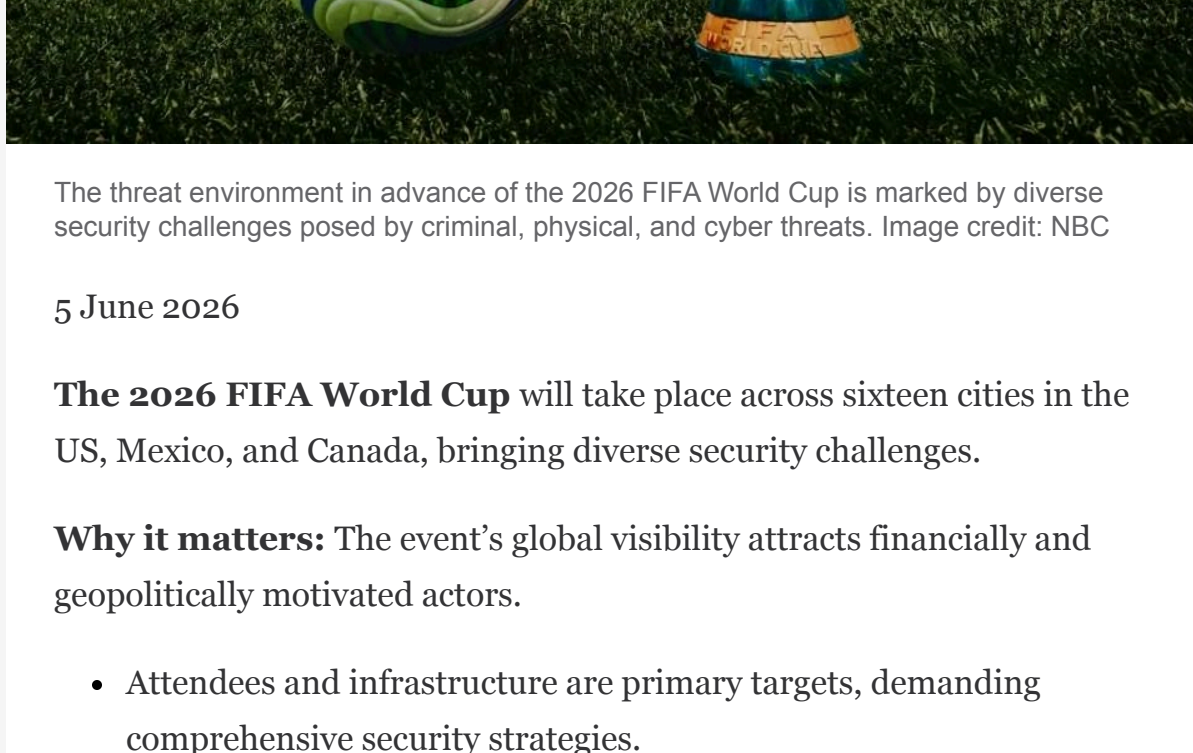 FIFA
WORLD CUP
The threat environment in advance of the 2026 FIFA World Cup is marked by diverse
security challenges posed by criminal, physical, and cyber threats. Image credit: NBC
5 June 2026
The 2026 FIFA World Cup will take place across sixteen cities in the
US, Mexico, and Canada, bringing diverse security challenges.
Why it matters: The event’s global visibility attracts financially and
geopolitically motivated actors.
• Attendees and infrastructure are primary targets, demanding
comprehensive security strategies.